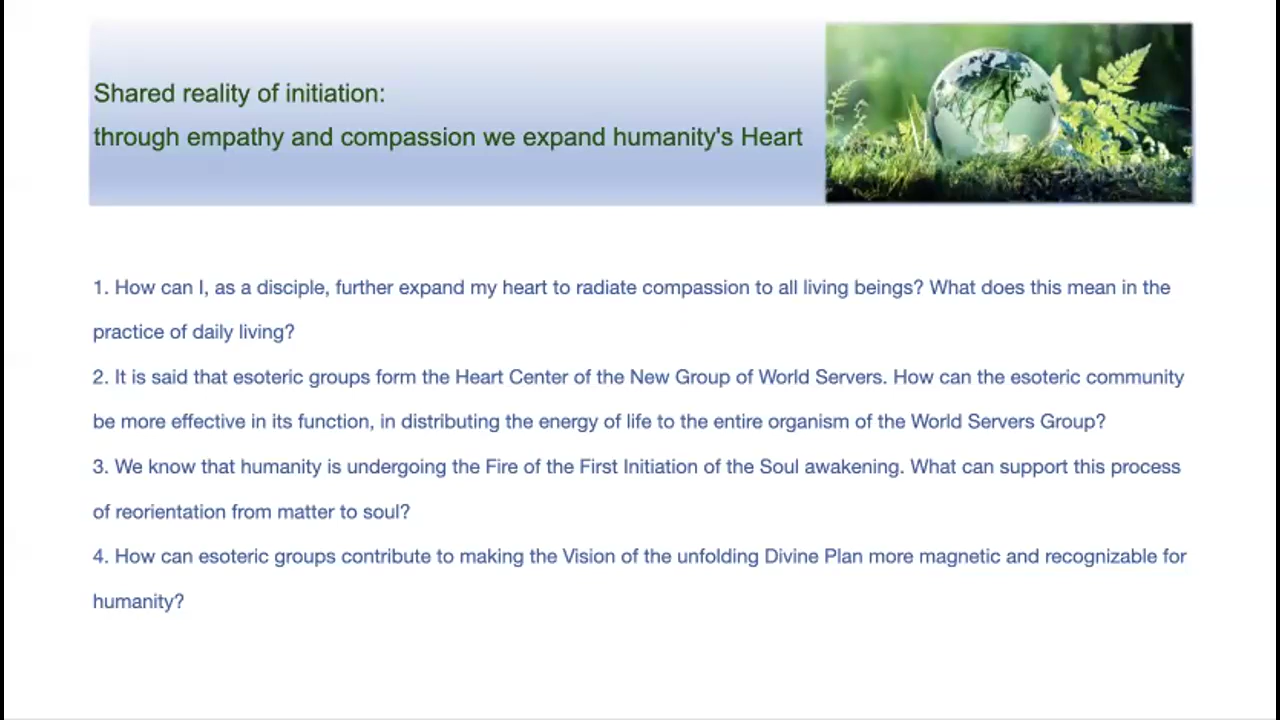 Shared reality of initiation:
through empathy and compassion we expand humanity's Heart
1. How can I, as a disciple, further expand my heart to radiate compassion to all living beings? What does this mean in the
practice of daily living?
2. It is said that esoteric groups form the Heart Center of the New Group of World Servers. How can the esoteric community
be more effective in its function, in distributing the energy of life to the entire organism of the World Servers Group?
3. We know that humanity is undergoing the Fire of the First Initiation of the Soul awakening. What can support this process
of reorientation from matter to soul?
4. How can esoteric groups contribute to making the Vision of the unfolding Divine Plan more magnetic and recognizable for
humanity?